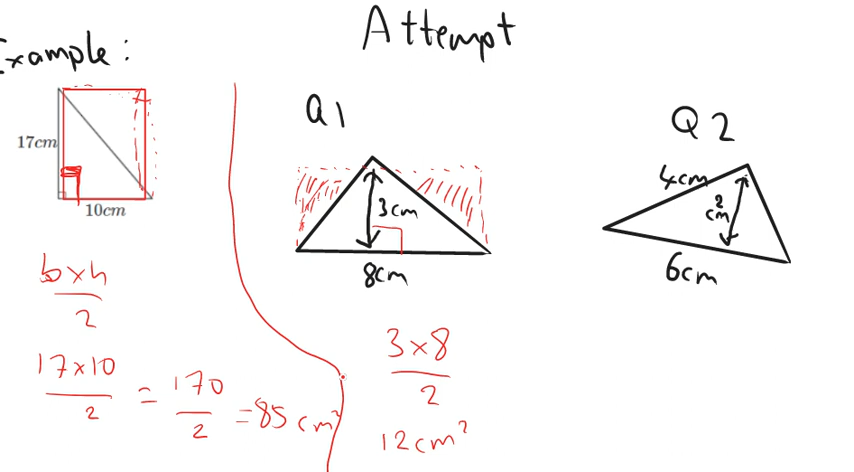 Attempt
Example:
17cm
10cm
b×h
2
17×10
2
= 170
2
= 85 cm²
Q1
3cm
8cm
3×8
2
12cm²
Q2
4cm
2
cm
6cm